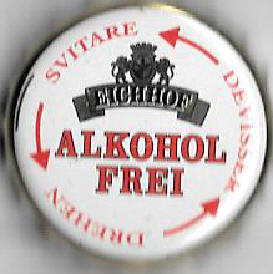 SVITARE
DEVISSER
DREHEN
EICHHOF
ALKOHOL
FREI